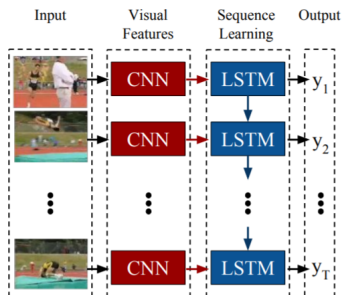 Input
Visual Features
Sequence Learning
Output
CNN
LSTM
y1
CNN
LSTM
y2
CNN
LSTM
yT